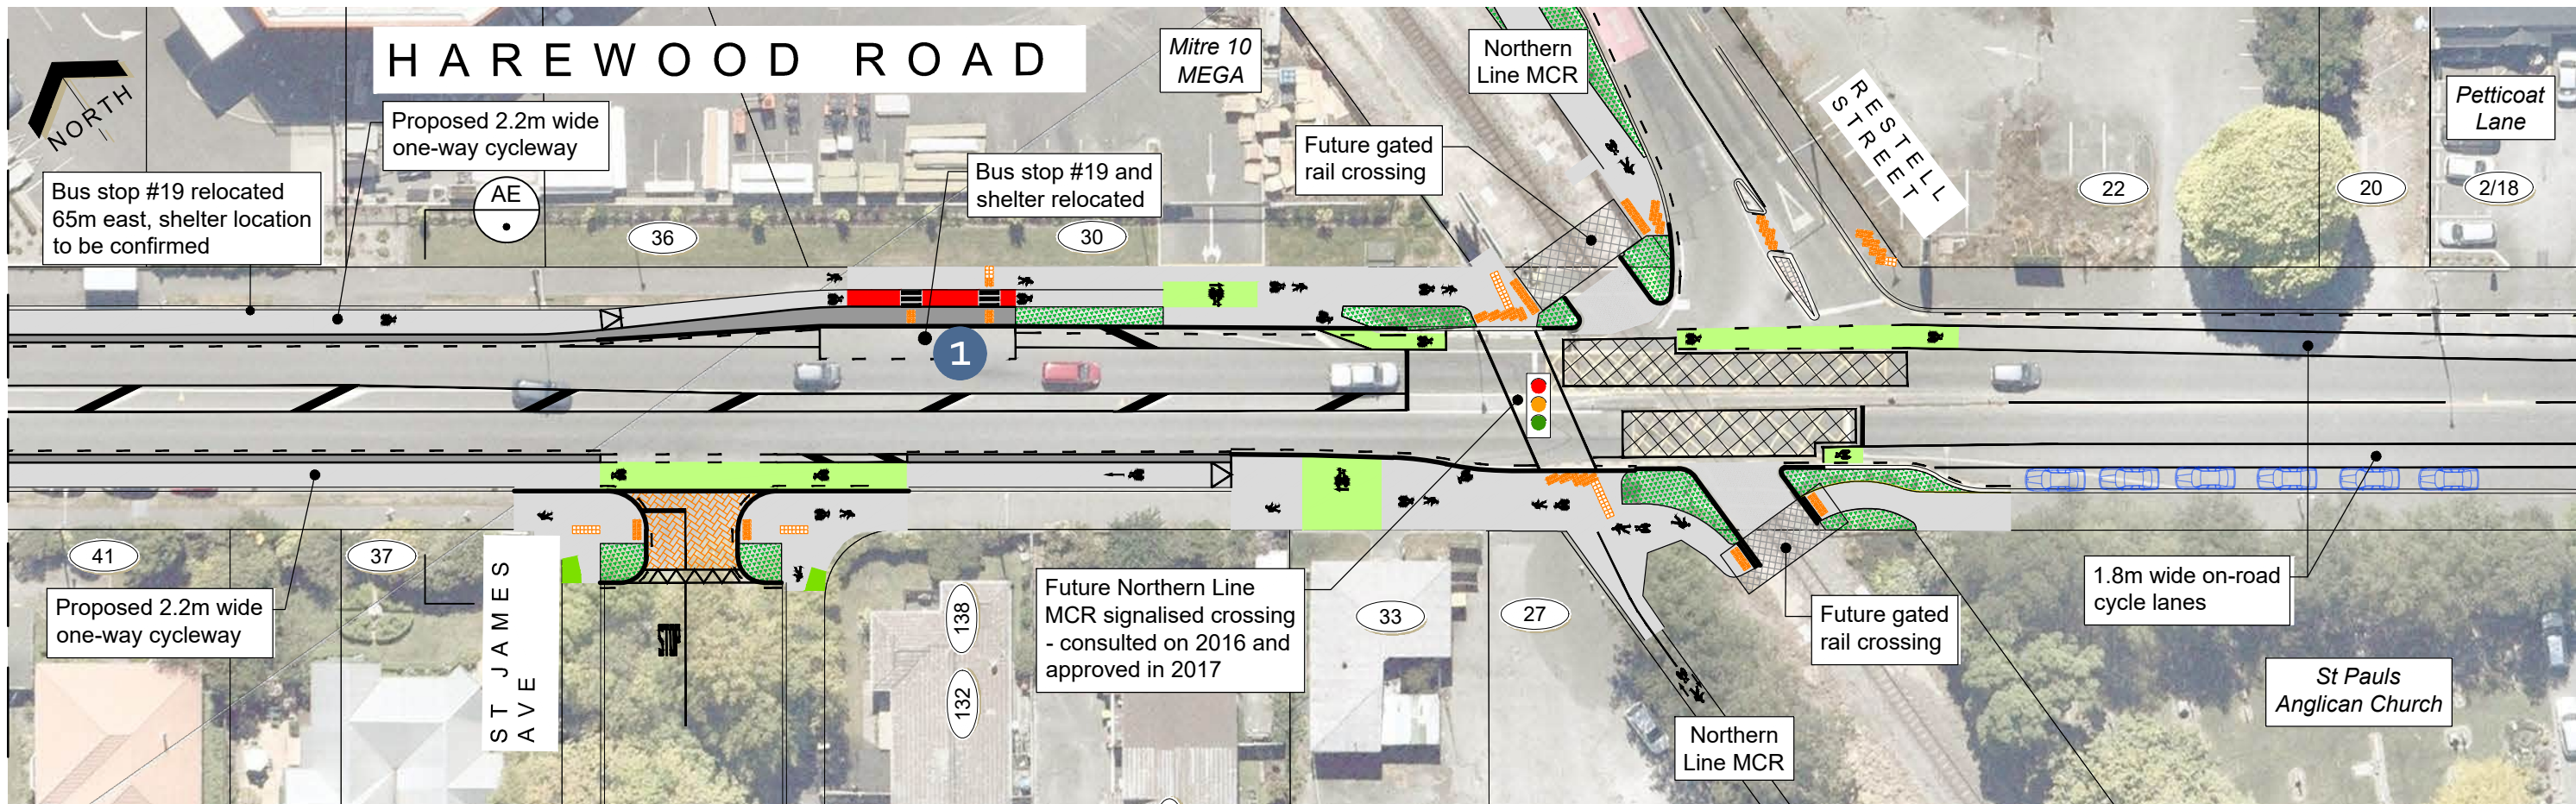 HAREWOOD ROAD
NORTH
Proposed 2.2m wide
one-way cycleway
Bus stop #19 relocated
65m east, shelter location
to be confirmed
AE
36
Bus stop #19 and
shelter relocated
30
Mitre 10
MEGA
Northern
Line MCR
Future gated
rail crossing
RESTELL
STREET
22
20
Petticoat
Lane
2/18
1
41
37
Proposed 2.2m wide
one-way cycleway
ST JAMES
AVE
138
132
Future Northern Line
MCR signalised crossing
- consulted on 2016 and
approved in 2017
33
27
Northern
Line MCR
Future gated
rail crossing
1.8m wide on-road
cycle lanes
St Pauls
Anglican Church